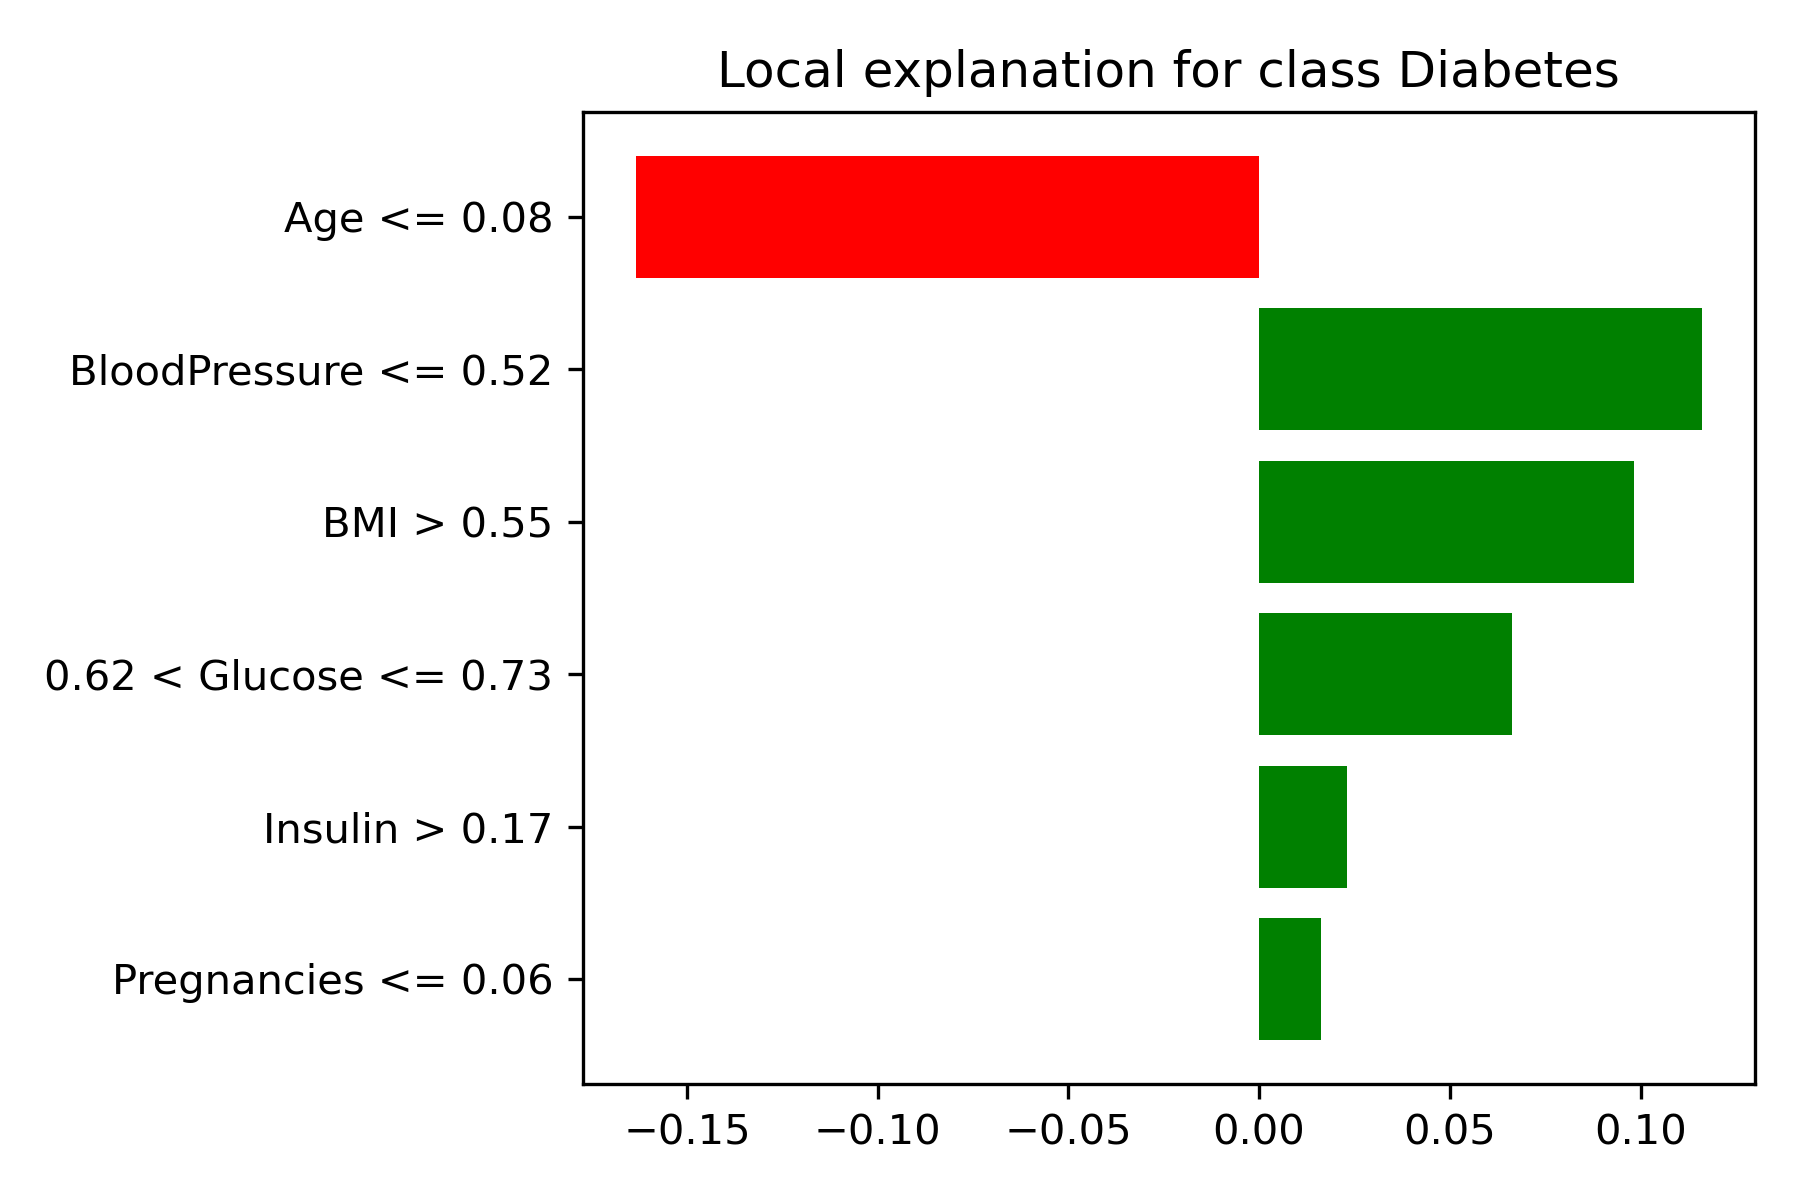 Local explanation for class Diabetes
Age <= 0.08
BloodPressure <= 0.52
BMI > 0.55
0.62 < Glucose <= 0.73
Insulin > 0.17
Pregnancies <= 0.06
−0.15 −0.10 −0.05 0.00 0.05 0.10